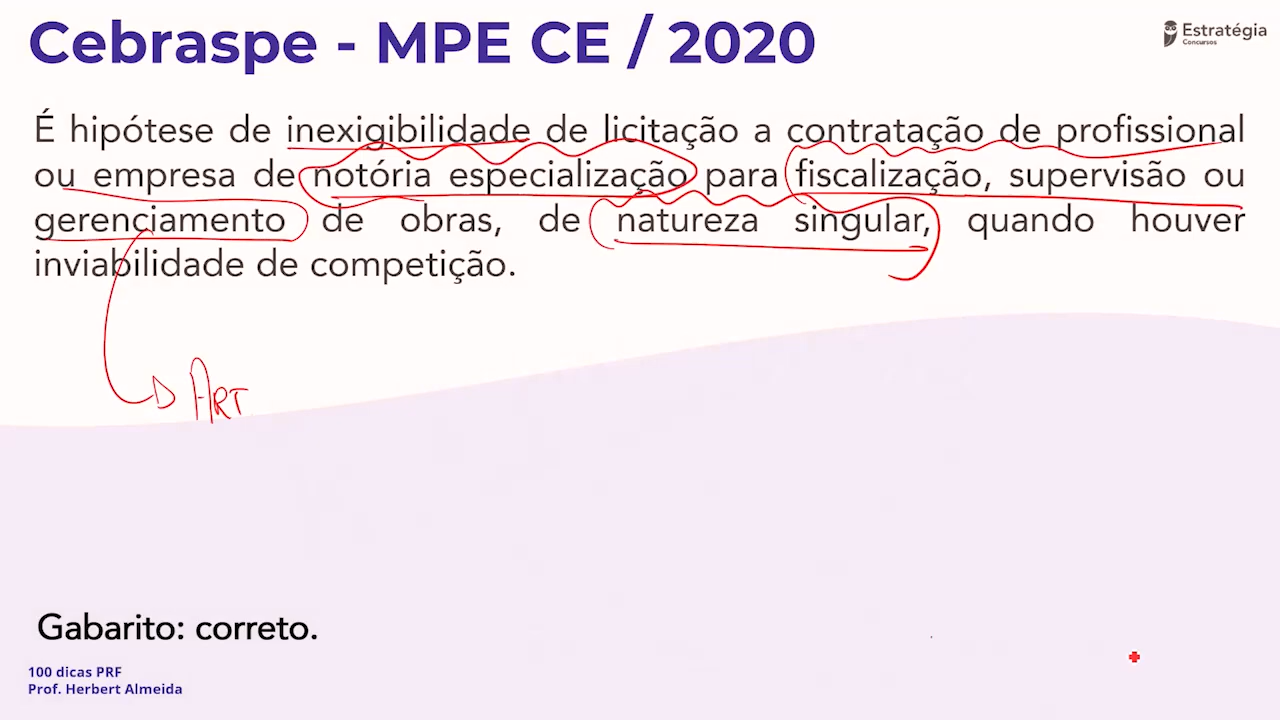 Cebraspe - MPE CE / 2020
Estratégia
Concursos
É hipótese de inexigibilidade de licitação a contratação de profissional
ou empresa de notória especialização para fiscalização, supervisão ou
gerenciamento de obras, de natureza singular, quando houver
inviabilidade de competição.
ART
Gabarito: correto.
100 dicas PRF
Prof. Herbert Almeida